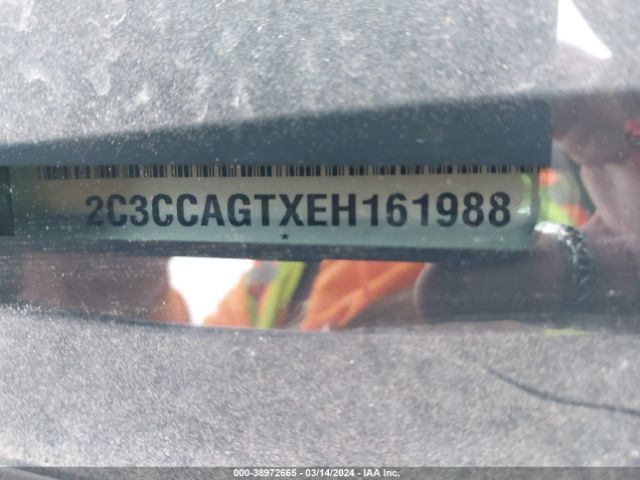 2C3CCAGTXEH161988
*
000-38972665 - 03/14/2024 - IAA Inc.